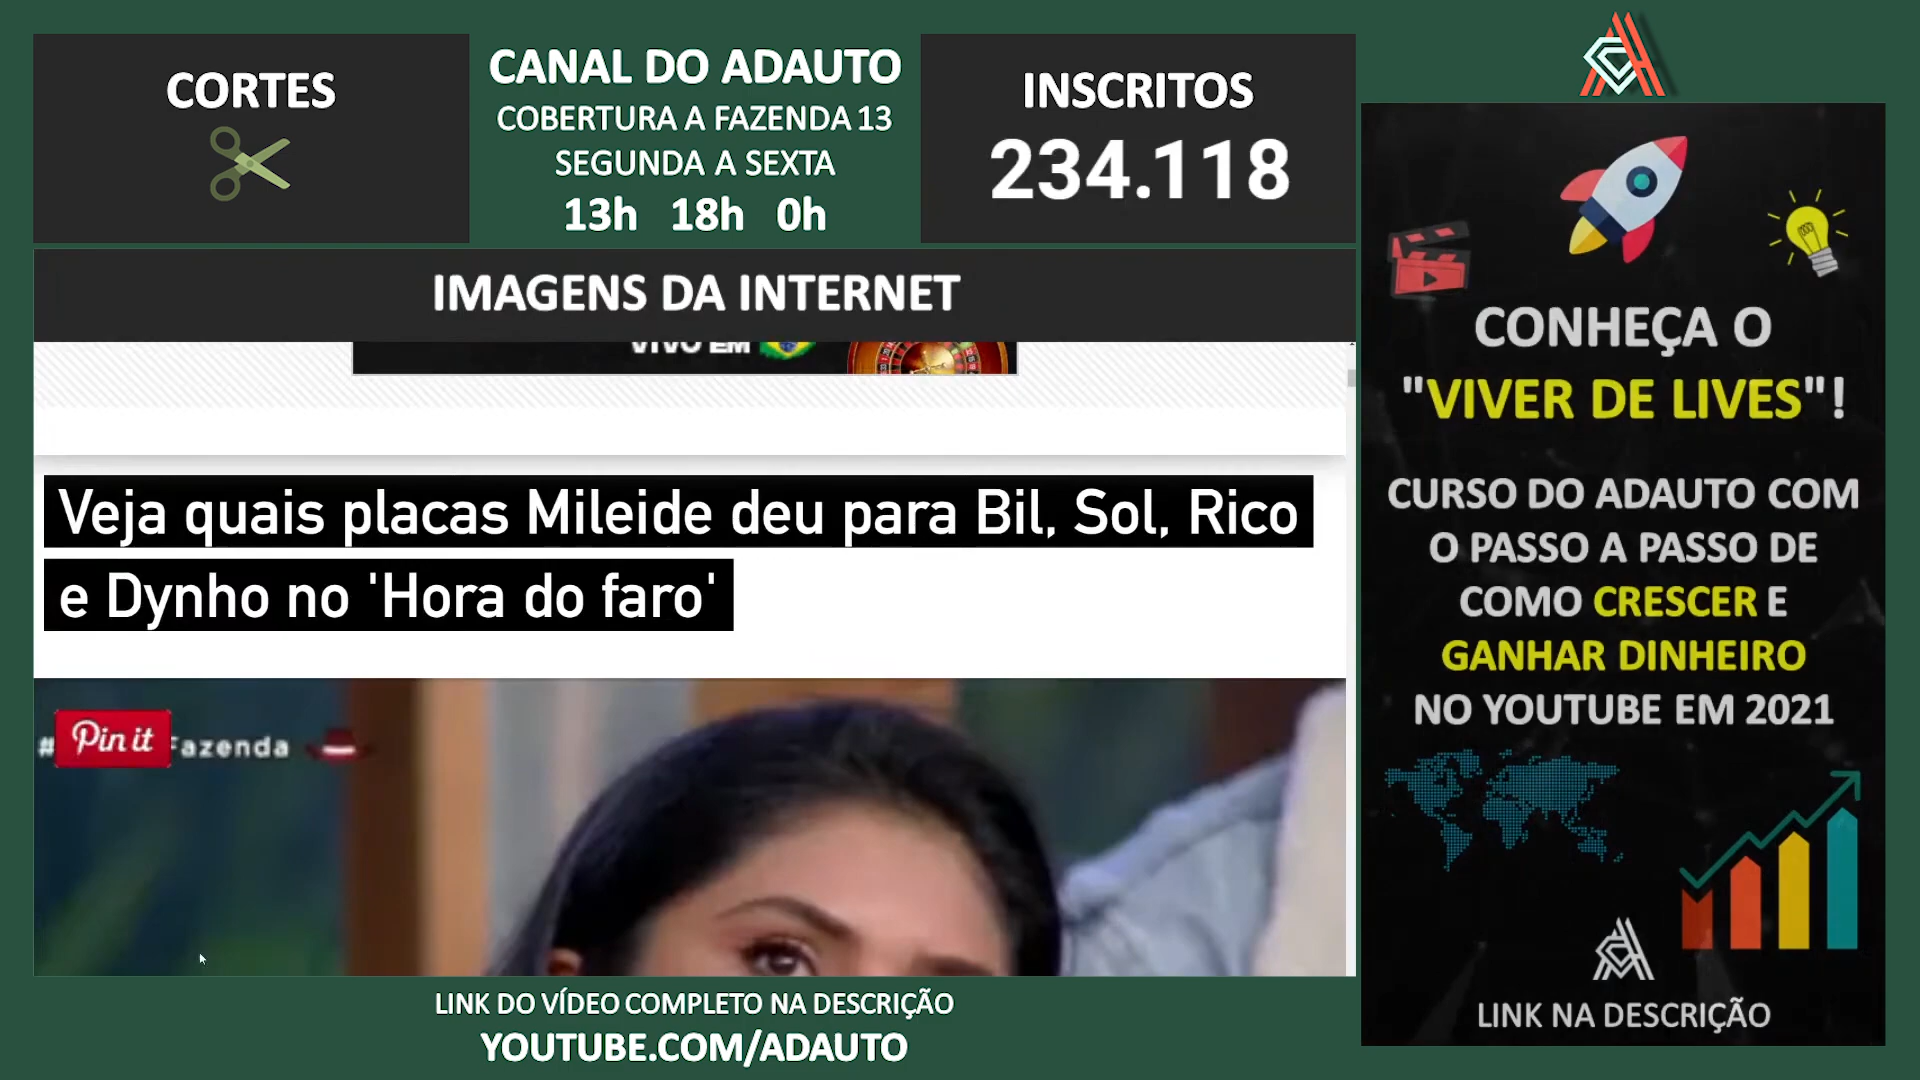 CORTES
CANAL DO ADAUTO
COBERTURA A FAZENDA 13
SEGUNDA A SEXTA
13h 18h 0h
INSCRITOS
234.118
IMAGENS DA INTERNET
VIVO EM
Veja quais placas Mileide deu para Bil, Sol, Rico
e Dynho no 'Hora do faro'
Pin it
#
Fazenda
LINK DO VÍDEO COMPLETO NA DESCRIÇÃO
YOUTUBE.COM/ADAUTO
CONHEÇA O
"VIVER DE LIVES"!
CURSO DO ADAUTO COM
O PASSO A PASSO DE
COMO CRESCER E
GANHAR DINHEIRO
NO YOUTUBE EM 2021
LINK NA DESCRIÇÃO